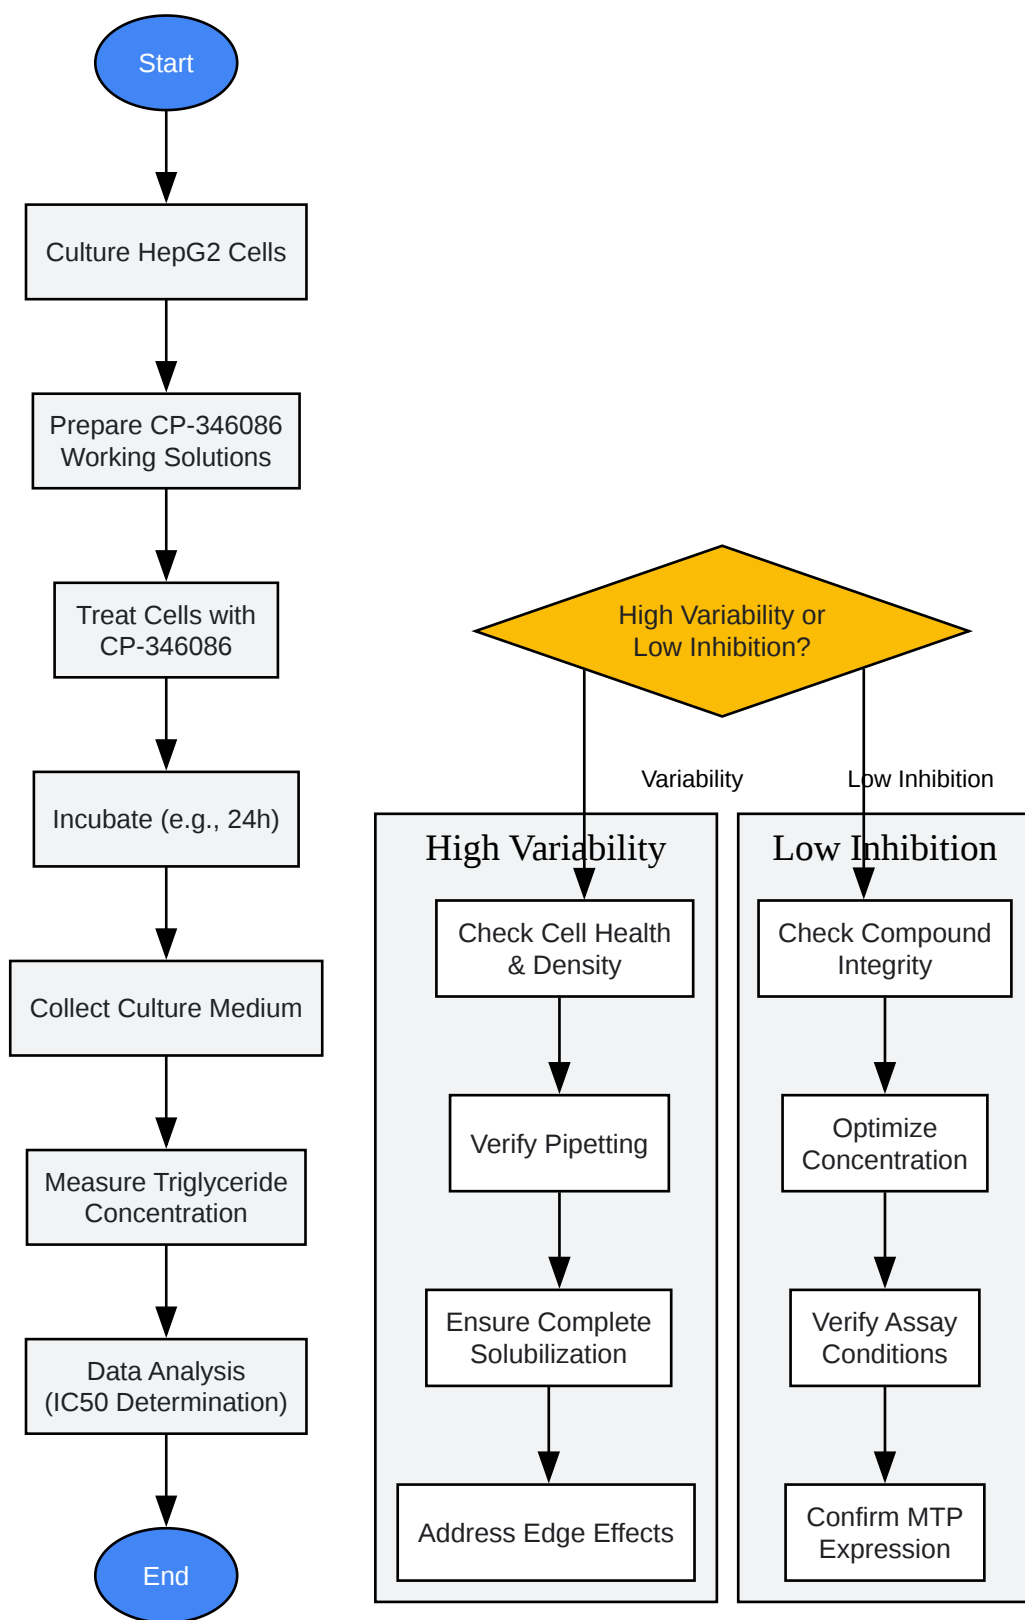 Start
Culture HepG2 Cells
Prepare CP-346086
Working Solutions
Treat Cells with
CP-346086
Incubate (e.g., 24h)
Collect Culture Medium
Measure Triglyceride
Concentration
Data Analysis
(IC50 Determination)
End
High Variability or
Low Inhibition?
Variability
Low Inhibition
High Variability
Check Cell Health
& Density
Verify Pipetting
Ensure Complete
Solubilization
Address Edge Effects
Low Inhibition
Check Compound
Integrity
Optimize
Concentration
Verify Assay
Conditions
Confirm MTP
Expression